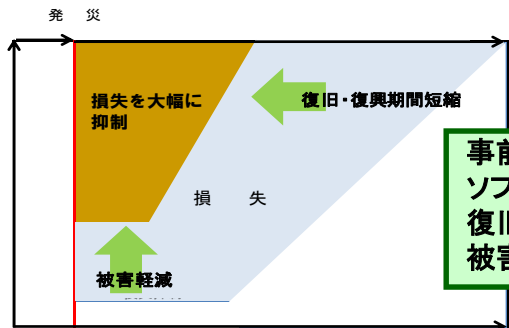 発 災
損失を大幅に
抑制
復旧・復興期間短縮
事前
ソフ
復旧
被害
損 失
被害軽減